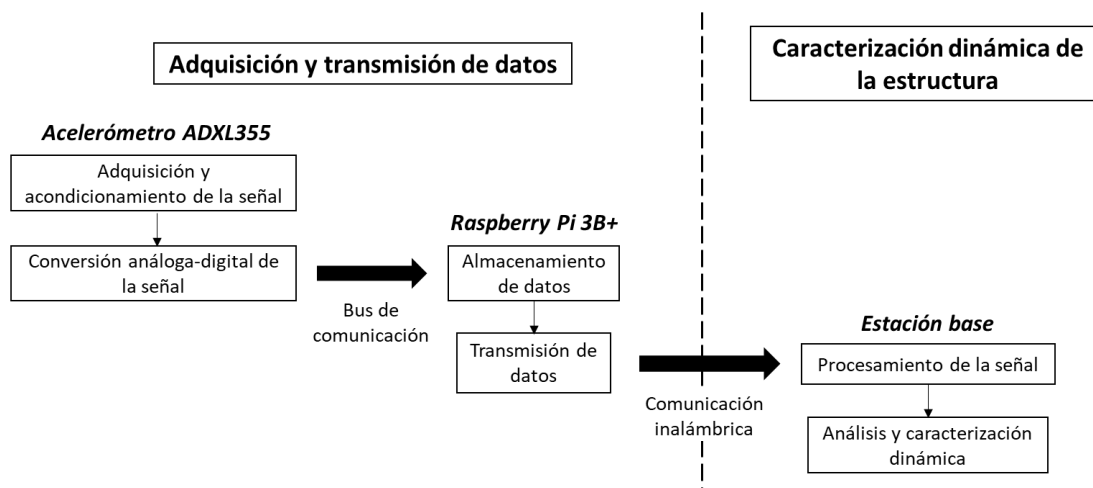 Adquisición y transmisión de datos
Caracterización dinámica de
la estructura
Acelerómetro ADXL355
Adquisición y
acondicionamiento de la señal
Conversión análoga-digital de
la señal
Bus de
comunicación
Raspberry Pi 3B+
Almacenamiento
de datos
Transmisión de
datos
Comunicación
inalámbrica
Estación base
Procesamiento de la señal
Análisis y caracterización
dinámica